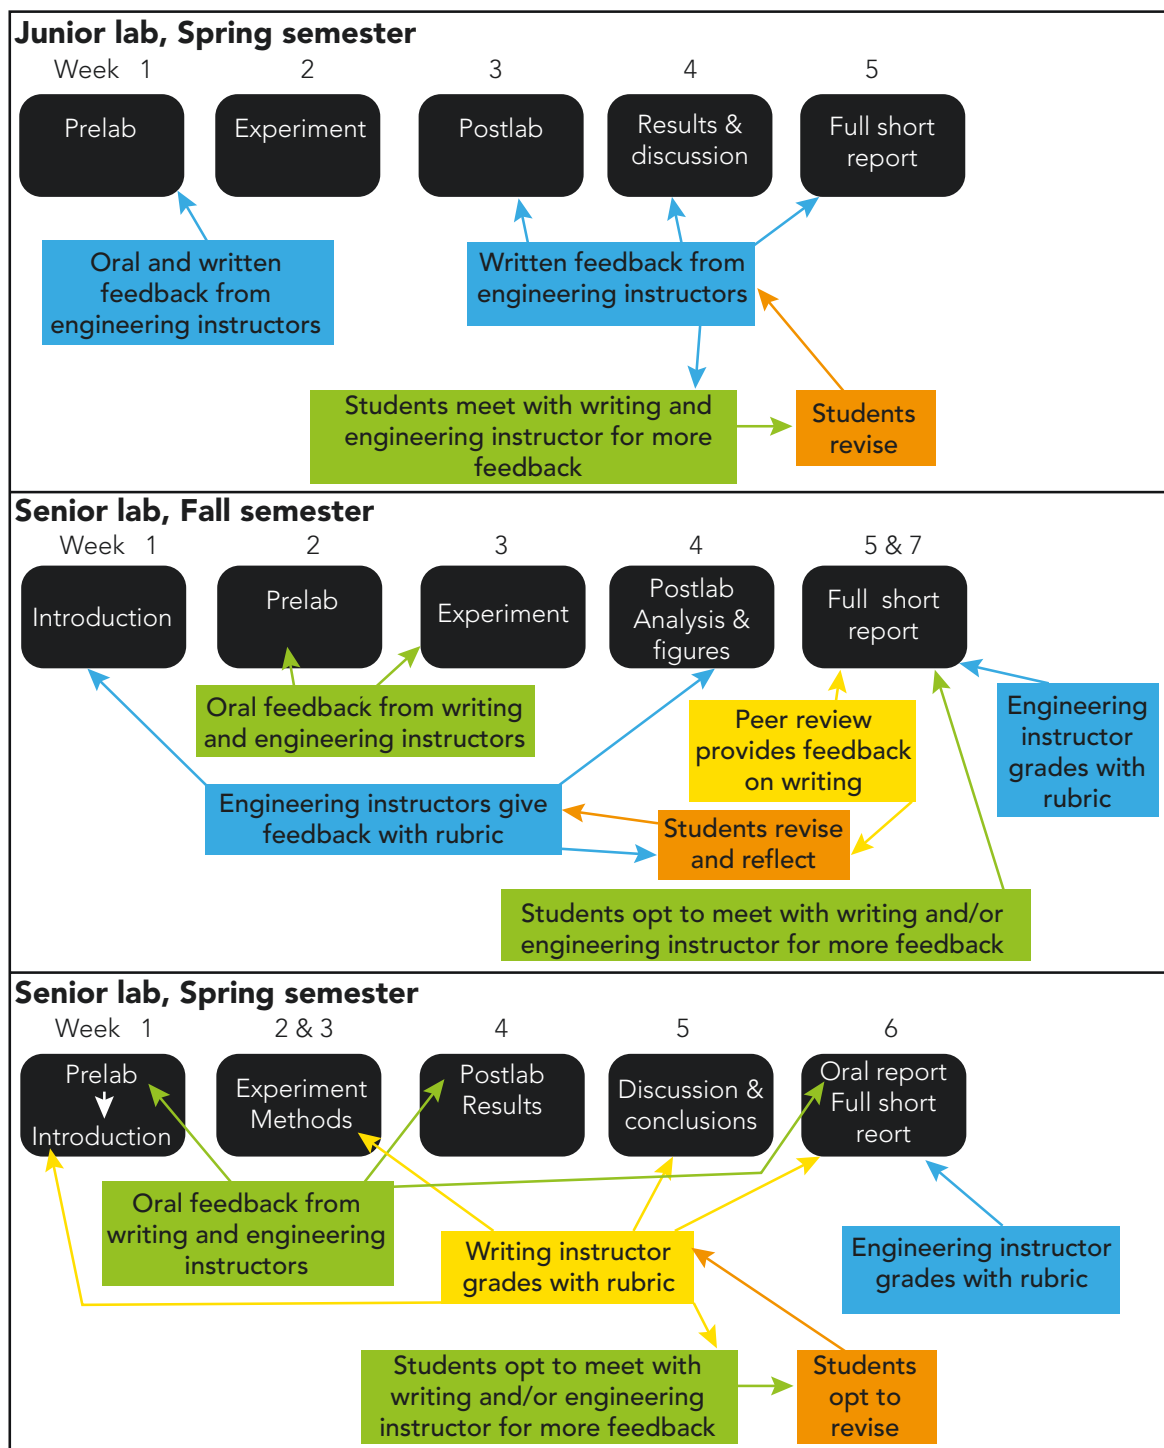 Junior lab, Spring semester
Week 1 2 3 4 5
Prelab
Experiment
Postlab
Results &
discussion
Full short
report
Oral and written
feedback from
engineering instructors
Written feedback from
engineering instructors
Students meet with writing and
engineering instructor for more
feedback
Students
revise
Senior lab, Fall semester
Week 1 2 3 4 5 & 7
Introduction
Prelab
Experiment
Postlab
Analysis &
figures
Full short
report
Oral feedback from writing
and engineering instructors
Peer review
provides feedback
on writing
Engineering
instructor
grades with
rubric
Engineering instructors give
feedback with rubric
Students revise
and reflect
Students opt to meet with writing and/or
engineering instructor for more feedback
Senior lab, Spring semester
Week 1 2 & 3 4 5 6
Prelab
Introduction
Experiment
Methods
Postlab
Results
Discussion &
conclusions
Oral report
Full short
reort
Oral feedback from
writing and engineering
instructors
Writing instructor
grades with rubric
Engineering instructor
grades with rubric
Students opt to meet with
writing and/or engineering
instructor for more feedback
Students
opt to
revise